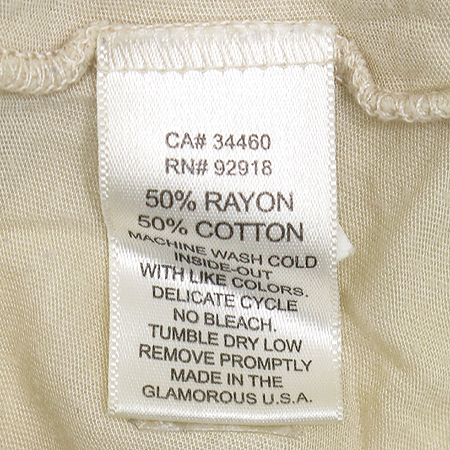 CA# 34460
RN# 92918
50% RAYON
50% COTTON
MACHINE WASH COLD
INSIDE-OUT
WITH LIKE COLORS.
DELICATE CYCLE
NO BLEACH.
TUMBLE DRY LOW
REMOVE PROMPTLY
MADE IN THE
GLAMOROUS U.S.A.